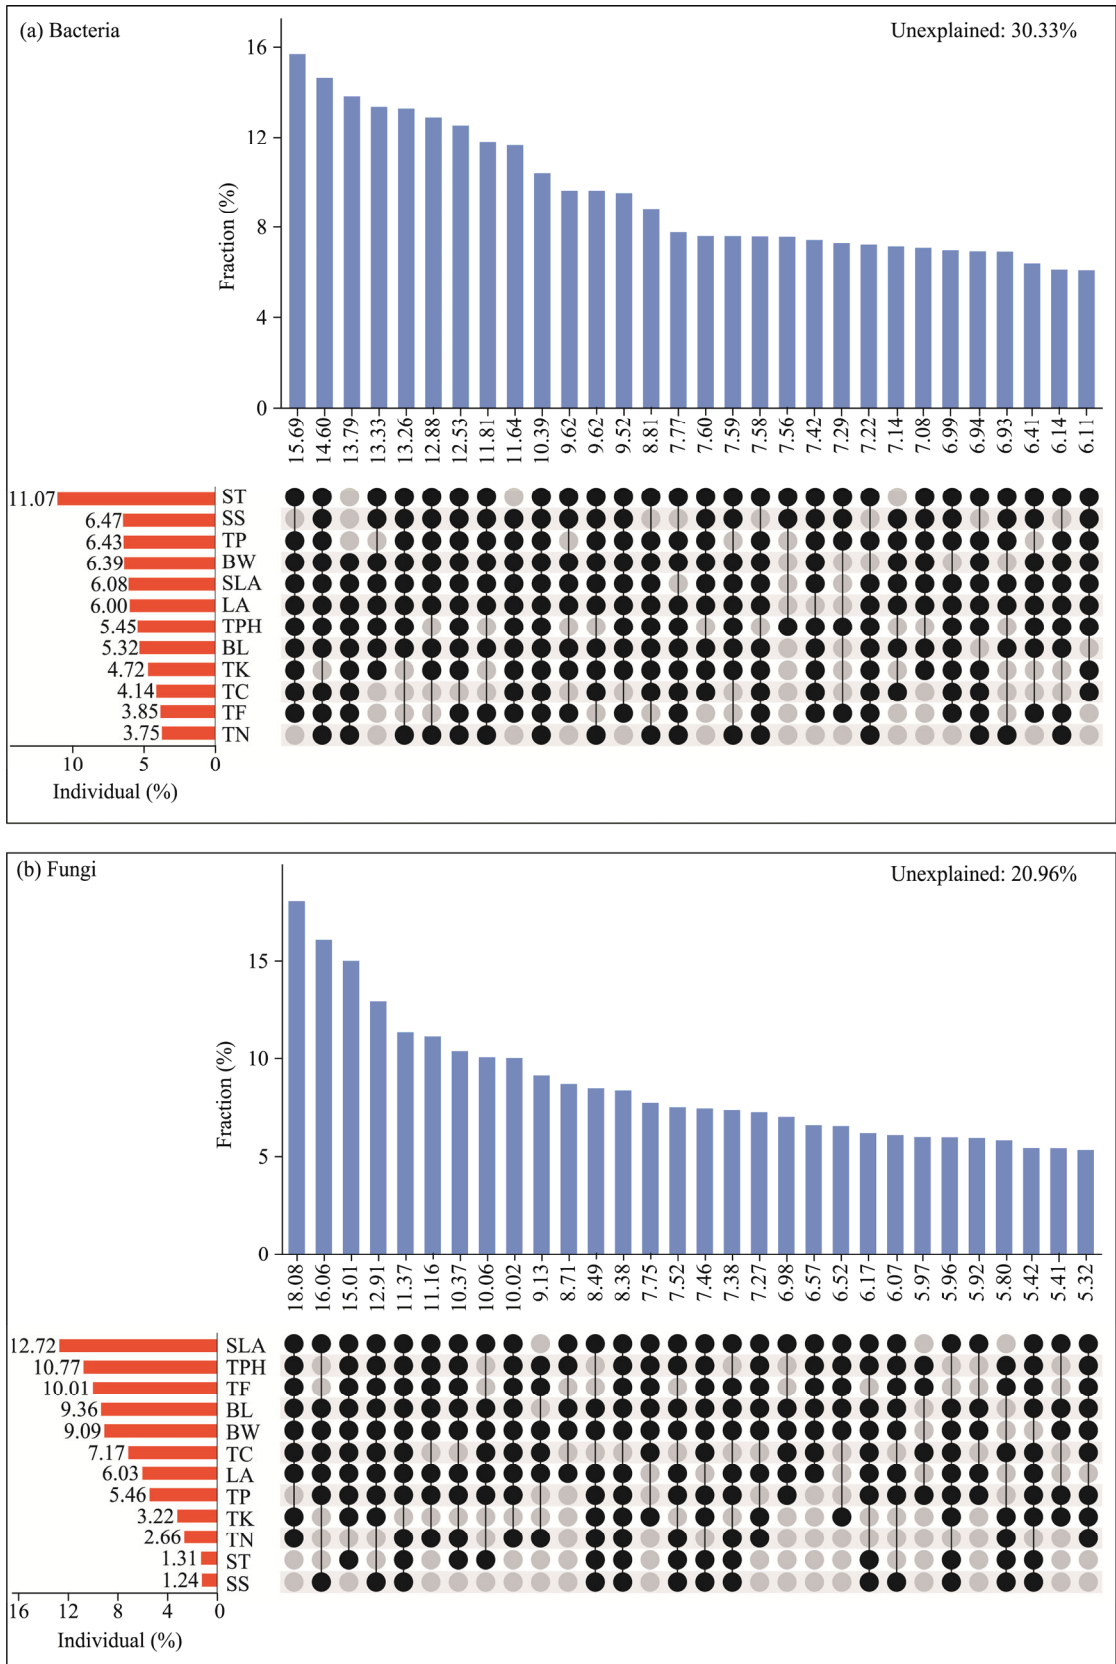 (a) Bacteria
Unexplained: 30.33%
16
12
8
4
0
Fraction (%)
15.69 14.60 13.79 13.33 13.26 12.88 12.53 11.81 11.64 10.39 9.62 9.62 9.52 8.81 7.77 7.60 7.59 7.58 7.56 7.42 7.29 7.22 7.14 7.08 6.99 6.94 6.93 6.41 6.14 6.11
11.07 ST
6.47 SS
6.43 TP
6.39 BW
6.08 SLA
6.00 LA
5.45 TPH
5.32 BL
4.72 TK
4.14 TC
3.85 TF
3.75 TN
10 5 0
Individual (%)
(b) Fungi
Unexplained: 20.96%
15
10
5
0
Fraction (%)
18.08 16.06 15.01 12.91 11.37 11.16 10.37 10.06 10.02 9.13 8.71 8.49 8.38 7.75 7.52 7.46 7.38 7.27 6.98 6.57 6.52 6.17 6.07 5.97 5.96 5.92 5.80 5.42 5.41 5.32
12.72 SLA
10.77 TPH
10.01 TF
9.36 BL
9.09 BW
7.17 TC
6.03 LA
5.46 TP
3.22 TK
2.66 TN
1.31 ST
1.24 SS
16 12 8 4 0
Individual (%)